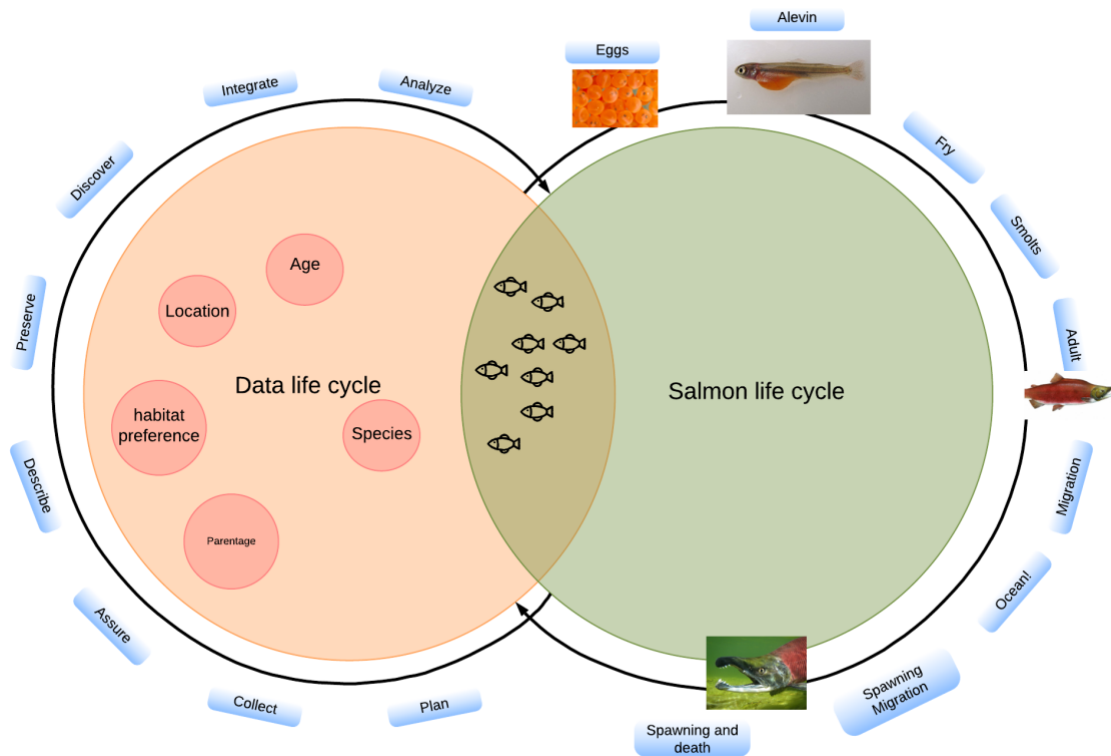 Alevin
Eggs
Integrate
Analyze
Fry
Discover
Smolts
Age
Location
Preserve
Adult
Data life cycle
Salmon life cycle
habitat
preference
Species
Describe
Migration
Parentage
Ocean!
Assure
Spawning
Migration
Collect
Plan
Spawning and
death